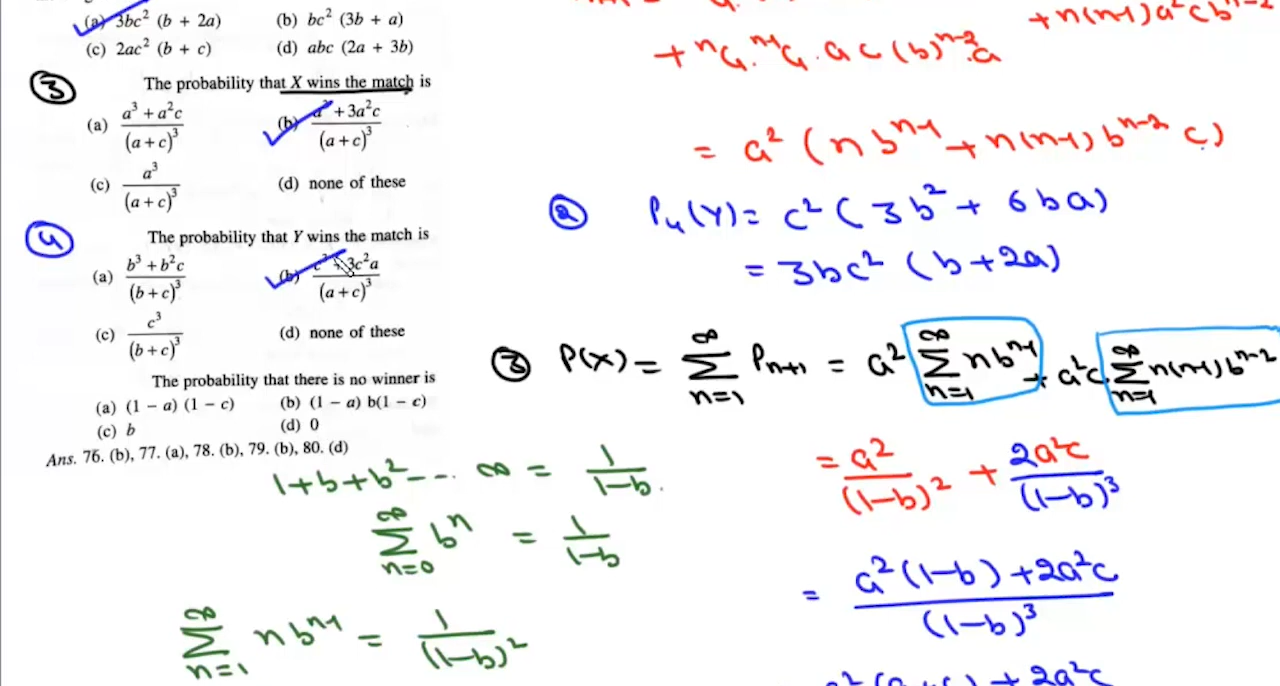 (a) 3bc² (b + 2a) (b) bc² (3b + a)
(c) 2ac² (b + c) (d) abc (2a + 3b)
③ The probability that X wins the match is
(a) (a³ + a²c)/(a + c)³ (b) (a³ + 3a²c)/(a + c)³
(c) a³/(a + c)³ (d) none of these
④ The probability that Y wins the match is
(a) (b³ + b²c)/(b + c)³ (b) (c³ + 3c²a)/(a + c)³
(c) c³/(b + c)³ (d) none of these
The probability that there is no winner is
(a) (1 – a) (1 – c) (b) (1 – a) b(1 – c)
(c) b (d) 0
Ans. 76. (b), 77. (a), 78. (b), 79. (b), 80. (d)
1+b+b² -- ... ∞ = 1/(1-b)
∞∑n=0 bⁿ = 1/(1-b)
∞∑n=1 n bⁿ⁻¹ = 1/(1-b)²
+ n(n-1) a² c bⁿ⁻²
+ ⁿC₁. ⁿ⁻¹C₁. a c (b)ⁿ⁻².a
= a² (n bⁿ⁻¹ + n(n-1) bⁿ⁻² c)
② P₄(Y) = c² (3b² + 6ba)
= 3bc² (b+2a)
③ P(X) = ∞∑n=1 Pn+1 = a² ∞∑n=1 n bⁿ⁻¹ + a²c ∞∑n=1 n(n-1) bⁿ⁻²
= a²/(1-b)² + 2a²c/(1-b)³
= (a²(1-b) + 2a²c)/(1-b)³
a²(a+c) + 2a²c